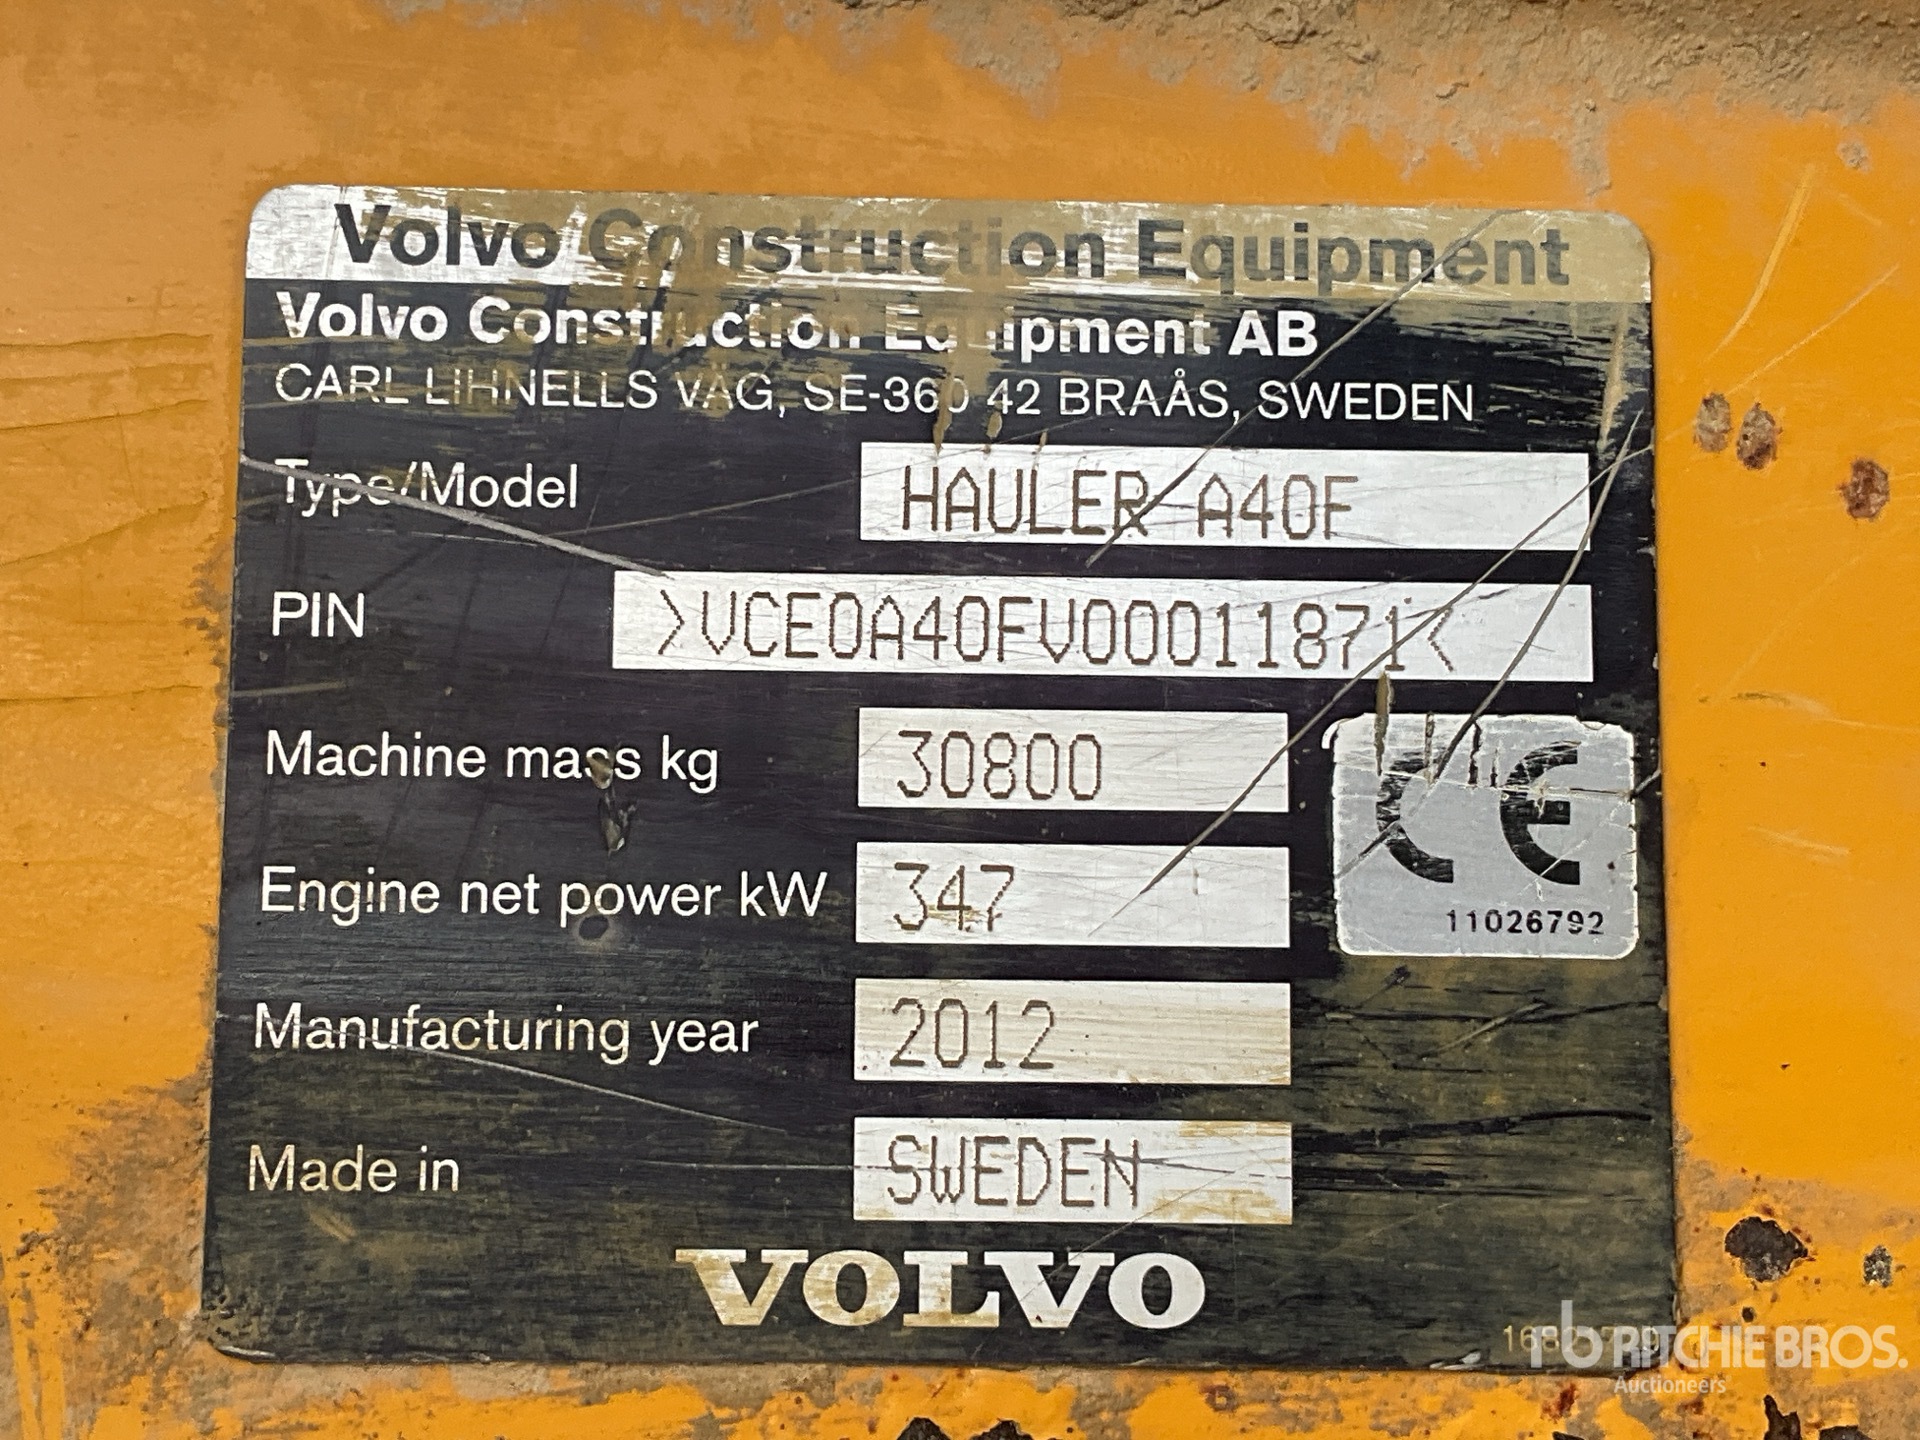 Volvo Construction Equipment
Volvo Construction Equipment AB
CARL LIHNELLS VÄG, SE-360 42 BRAÅS, SWEDEN
Type/Model HAULER A40F
PIN >VCE0A40FV00011871<
Machine mass kg 30800
Engine net power kW 347
CE
11026792
Manufacturing year 2012
Made in SWEDEN
VOLVO
rb RITCHIE BROS.
Auctioneers